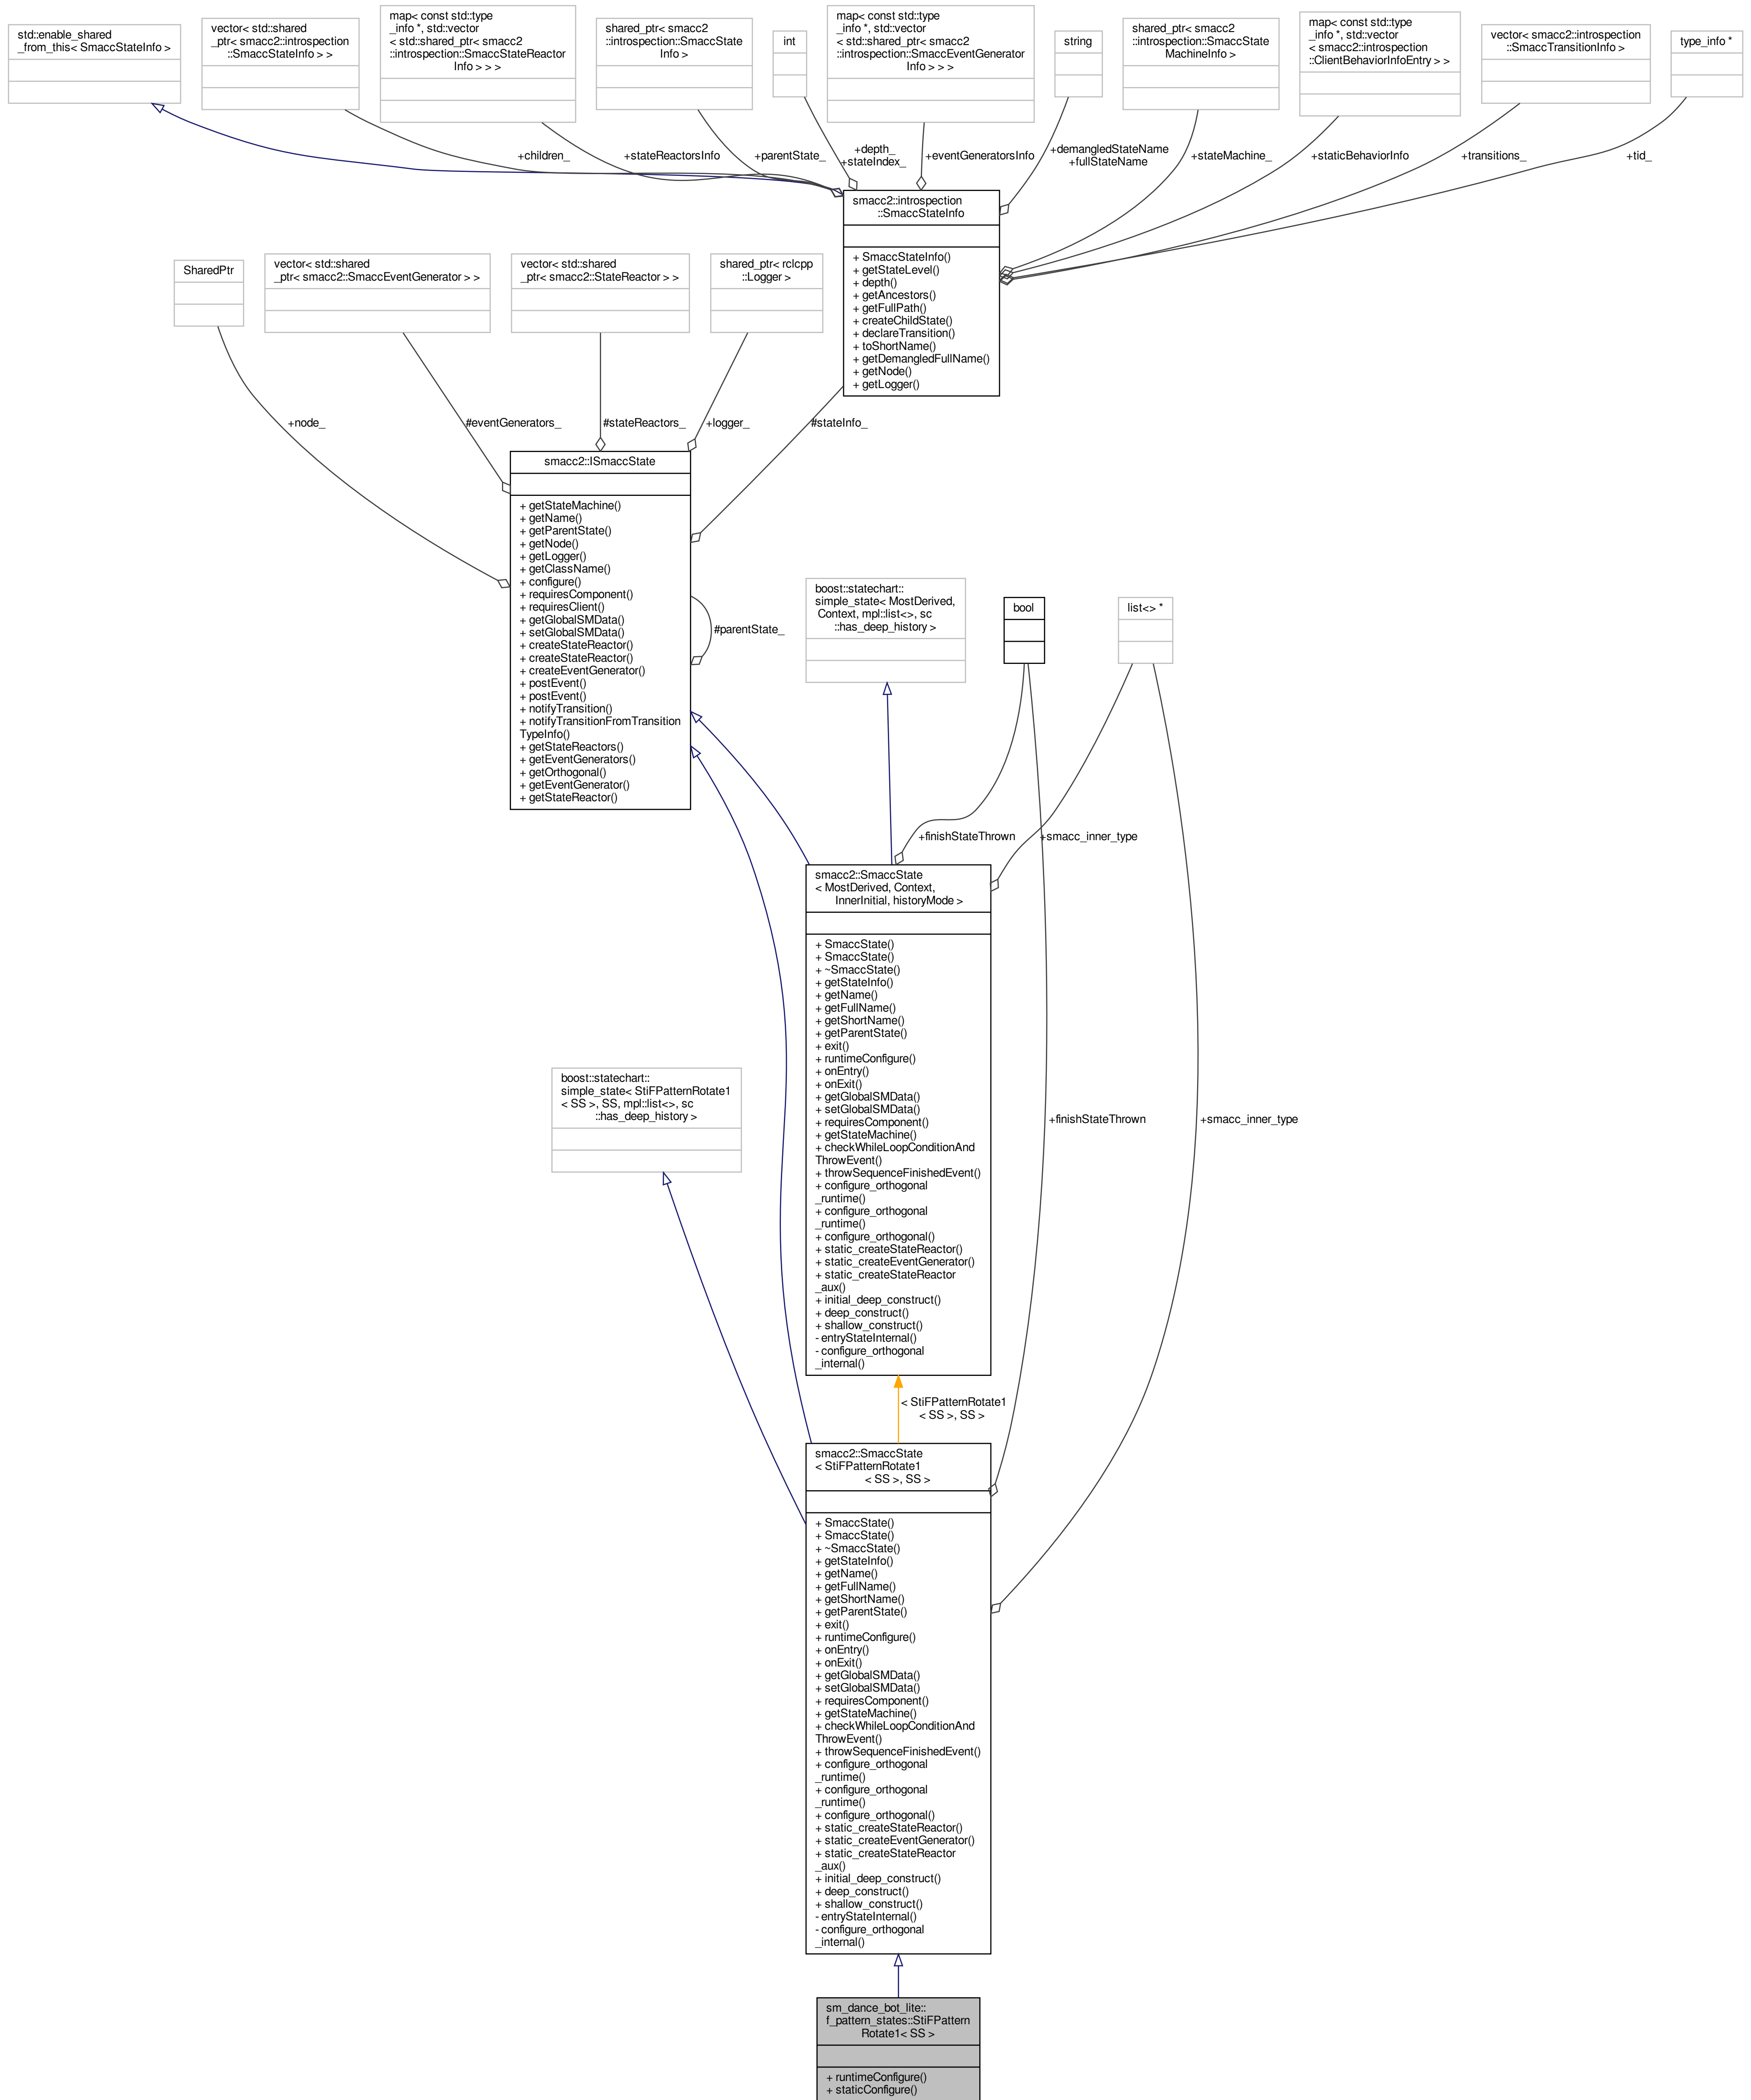 std::enable_shared
_from_this< SmaccStateInfo >
vector< std::shared
_ptr< smacc2::introspection
::SmaccStateInfo > >
map< const std::type
_info *, std::vector
< std::shared_ptr< smacc2
::introspection::SmaccStateReactor
Info > > >
shared_ptr< smacc2
::introspection::SmaccState
Info >
int
map< const std::type
_info *, std::vector
< std::shared_ptr< smacc2
::introspection::SmaccEventGenerator
Info > > >
string
shared_ptr< smacc2
::introspection::SmaccState
MachineInfo >
map< const std::type
_info *, std::vector
< smacc2::introspection
::ClientBehaviorInfoEntry > >
vector< smacc2::introspection
::SmaccTransitionInfo >
type_info *
+children_
+stateReactorsInfo
+parentState_
+depth_
+stateIndex_
+eventGeneratorsInfo
+demangledStateName
+fullStateName
+stateMachine_
+staticBehaviorInfo
+transitions_
+tid_
smacc2::introspection
::SmaccStateInfo
+ SmaccStateInfo()
+ getStateLevel()
+ depth()
+ getAncestors()
+ getFullPath()
+ createChildState()
+ declareTransition()
+ toShortName()
+ getDemangledFullName()
+ getNode()
+ getLogger()
SharedPtr
vector< std::shared
_ptr< smacc2::SmaccEventGenerator > >
vector< std::shared
_ptr< smacc2::StateReactor > >
shared_ptr< rclcpp
::Logger >
+node_
#eventGenerators_
#stateReactors_
+logger_
#stateInfo_
smacc2::ISmaccState
+ getStateMachine()
+ getName()
+ getParentState()
+ getNode()
+ getLogger()
+ getClassName()
+ configure()
+ requiresComponent()
+ requiresClient()
+ getGlobalSMData()
+ setGlobalSMData()
+ createStateReactor()
+ createStateReactor()
+ createEventGenerator()
+ postEvent()
+ postEvent()
+ notifyTransition()
+ notifyTransitionFromTransition
TypeInfo()
+ getStateReactors()
+ getEventGenerators()
+ getOrthogonal()
+ getEventGenerator()
+ getStateReactor()
#parentState_
boost::statechart::
simple_state< MostDerived,
Context, mpl::list<>, sc
::has_deep_history >
bool
list<> *
+finishStateThrown
+smacc_inner_type
smacc2::SmaccState
< MostDerived, Context,
InnerInitial, historyMode >
+ SmaccState()
+ SmaccState()
+ ~SmaccState()
+ getStateInfo()
+ getName()
+ getFullName()
+ getShortName()
+ getParentState()
+ exit()
+ runtimeConfigure()
+ onEntry()
+ onExit()
+ getGlobalSMData()
+ setGlobalSMData()
+ requiresComponent()
+ getStateMachine()
+ checkWhileLoopConditionAnd
ThrowEvent()
+ throwSequenceFinishedEvent()
+ configure_orthogonal
_runtime()
+ configure_orthogonal
_runtime()
+ configure_orthogonal()
+ static_createStateReactor()
+ static_createEventGenerator()
+ static_createStateReactor
_aux()
+ initial_deep_construct()
+ deep_construct()
+ shallow_construct()
- entryStateInternal()
- configure_orthogonal
_internal()
boost::statechart::
simple_state< StiFPatternRotate1
< SS >, SS, mpl::list<>, sc
::has_deep_history >
+finishStateThrown
+smacc_inner_type
< StiFPatternRotate1
< SS >, SS >
smacc2::SmaccState
< StiFPatternRotate1
< SS >, SS >
+ SmaccState()
+ SmaccState()
+ ~SmaccState()
+ getStateInfo()
+ getName()
+ getFullName()
+ getShortName()
+ getParentState()
+ exit()
+ runtimeConfigure()
+ onEntry()
+ onExit()
+ getGlobalSMData()
+ setGlobalSMData()
+ requiresComponent()
+ getStateMachine()
+ checkWhileLoopConditionAnd
ThrowEvent()
+ throwSequenceFinishedEvent()
+ configure_orthogonal
_runtime()
+ configure_orthogonal
_runtime()
+ configure_orthogonal()
+ static_createStateReactor()
+ static_createEventGenerator()
+ static_createStateReactor
_aux()
+ initial_deep_construct()
+ deep_construct()
+ shallow_construct()
- entryStateInternal()
- configure_orthogonal
_internal()
sm_dance_bot_lite::
f_pattern_states::StiFPattern
Rotate1< SS >
+ runtimeConfigure()
+ staticConfigure()